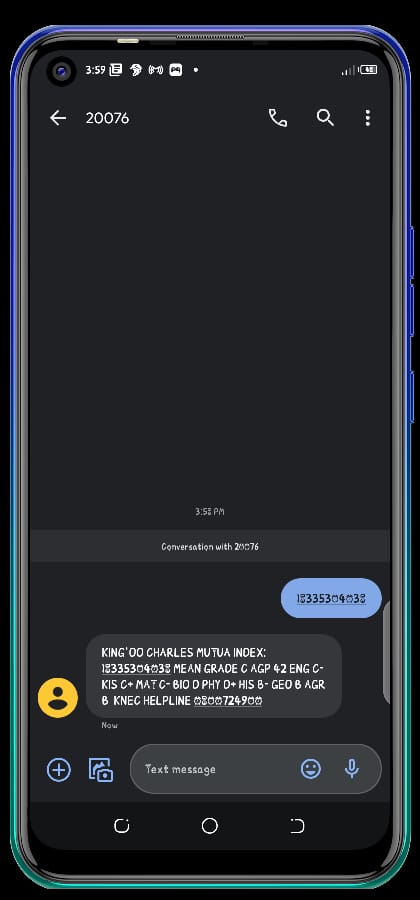 3:59
20076
3:58 PM
Conversation with 20076
18335304038
KING'OO CHARLES MUTUA INDEX:
18335304038 MEAN GRADE C AGP 42 ENG C-
KIS C+ MAT C- BIO D PHY D+ HIS B- GEO B AGR
B KNEC HELPLINE 0800724900
Now
Text message